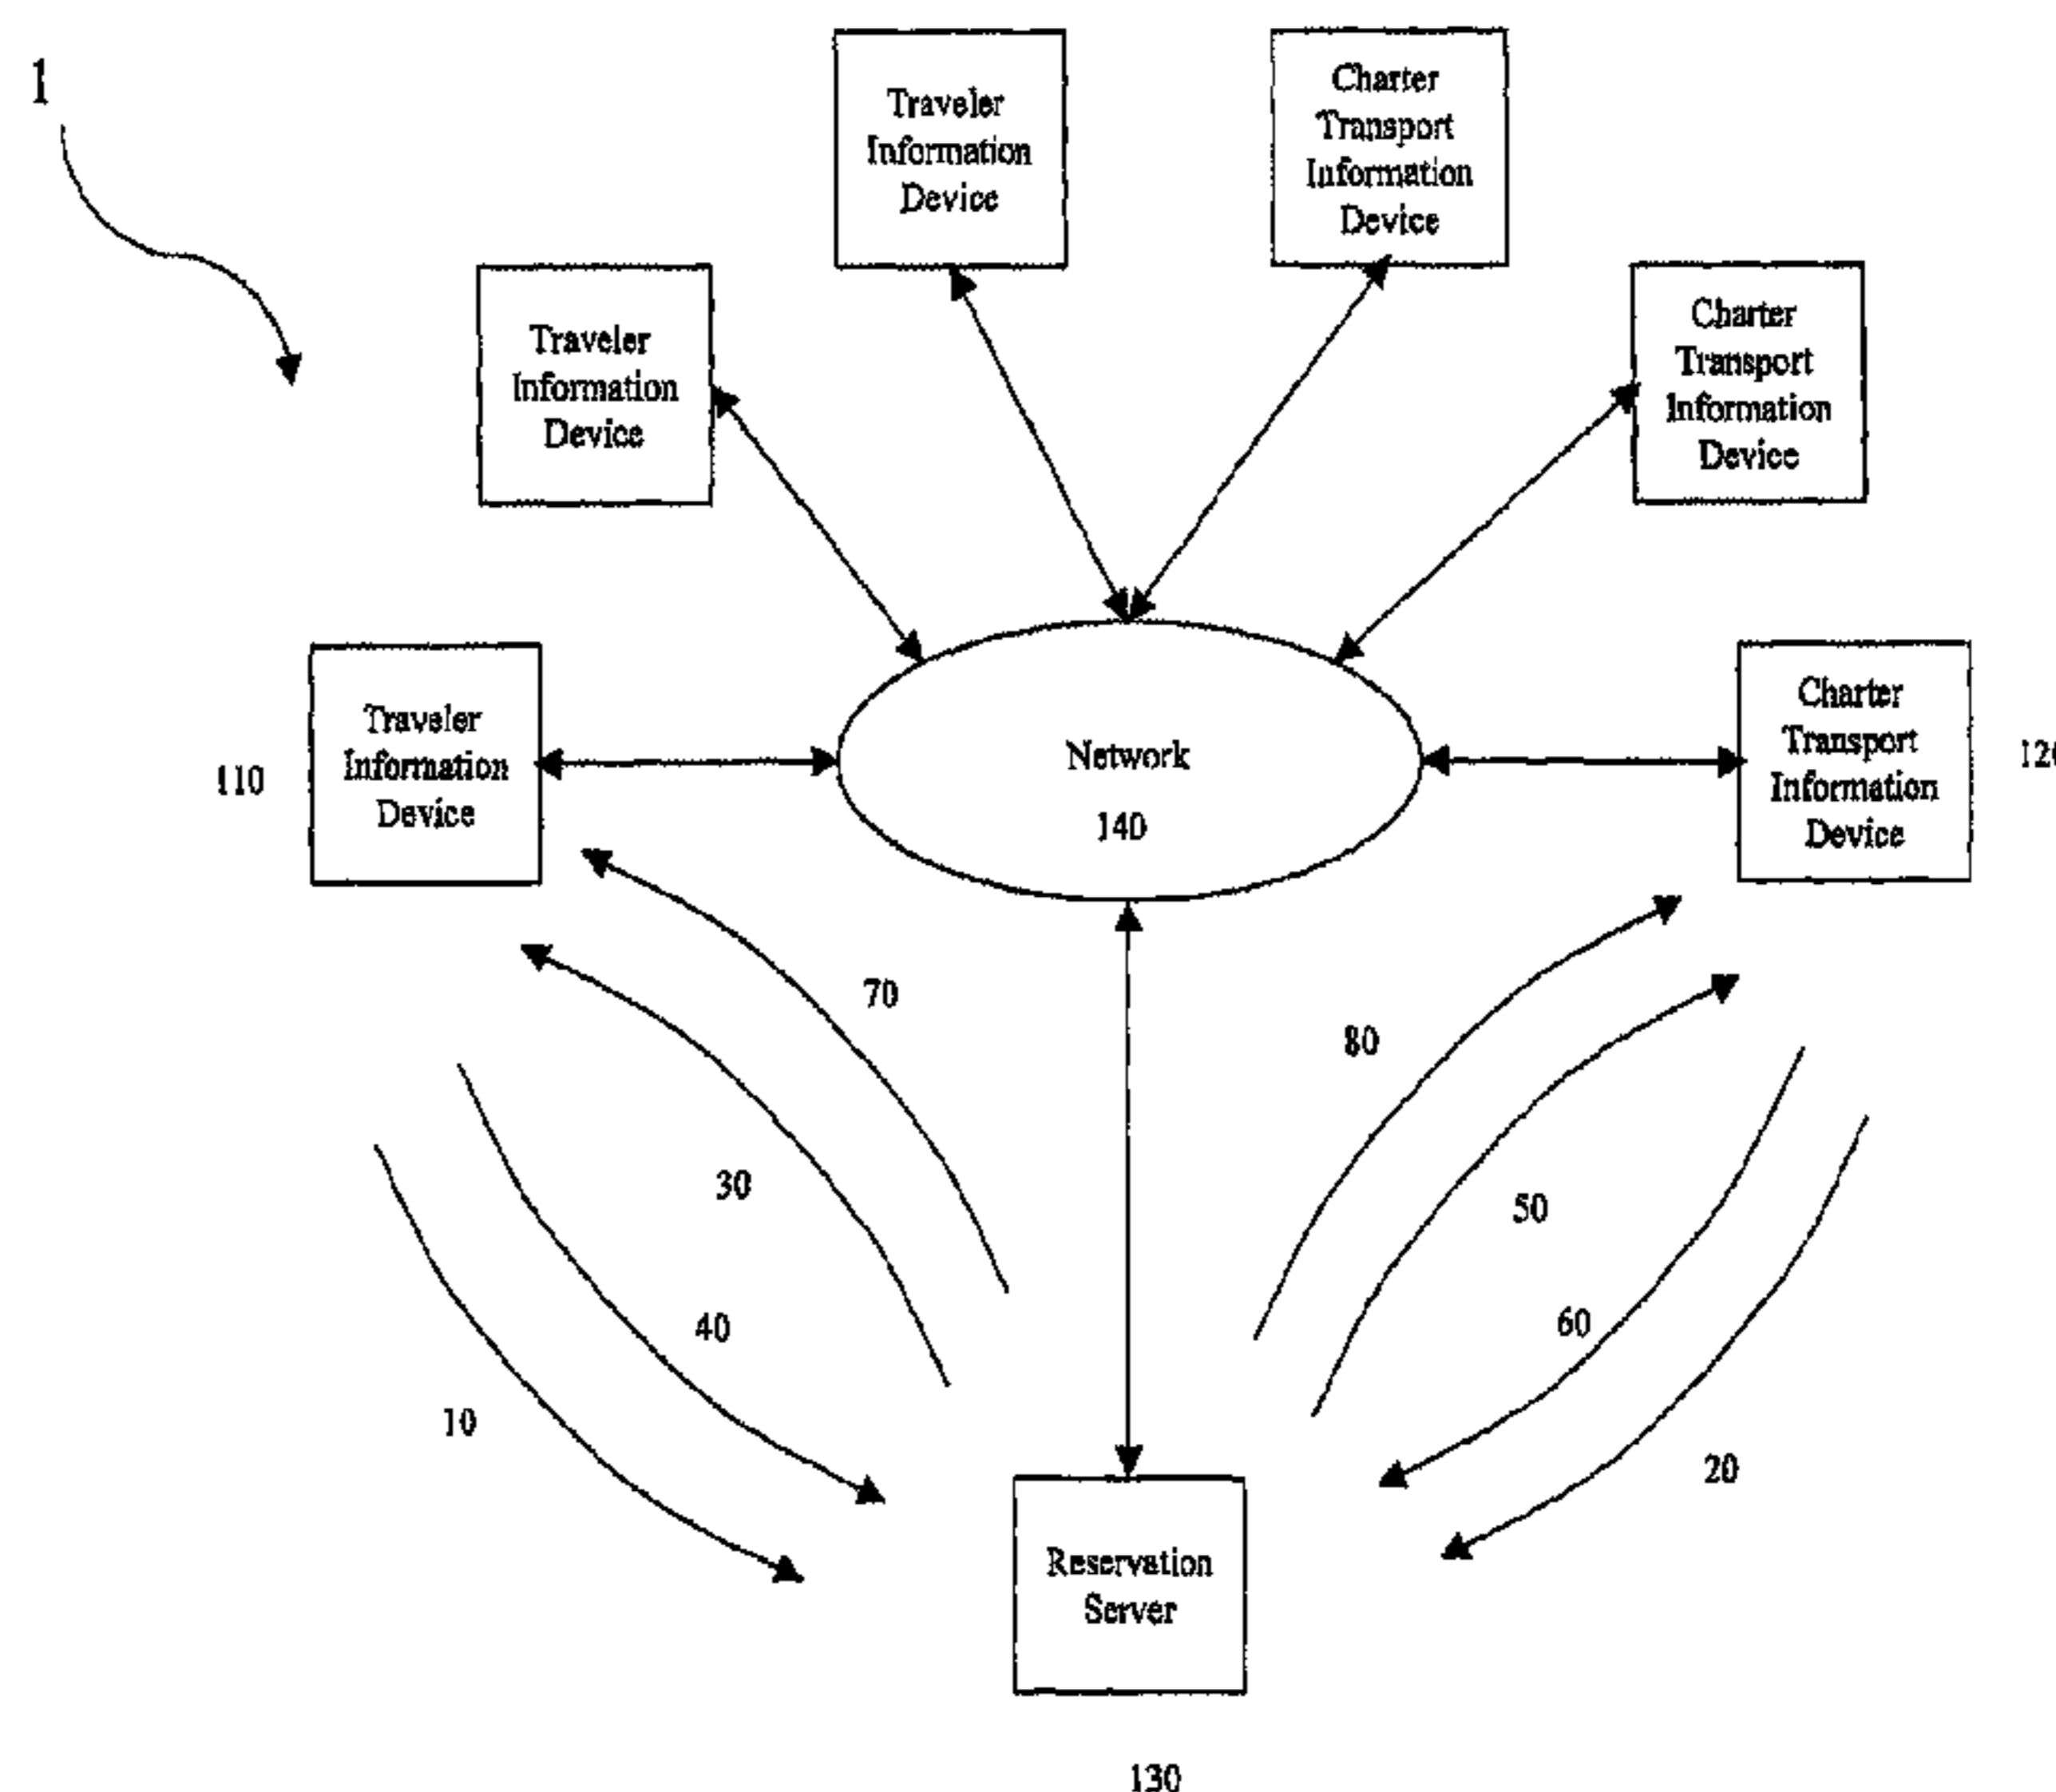 1
Traveler
Information
Device
Charter
Transport
Information
Device
Traveler
Information
Device
Charter
Transport
Information
Device
110
Traveler
Information
Device
Network
140
Charter
Transport
Information
Device
70
80
30
50
40
60
10
20
Reservation
Server
130